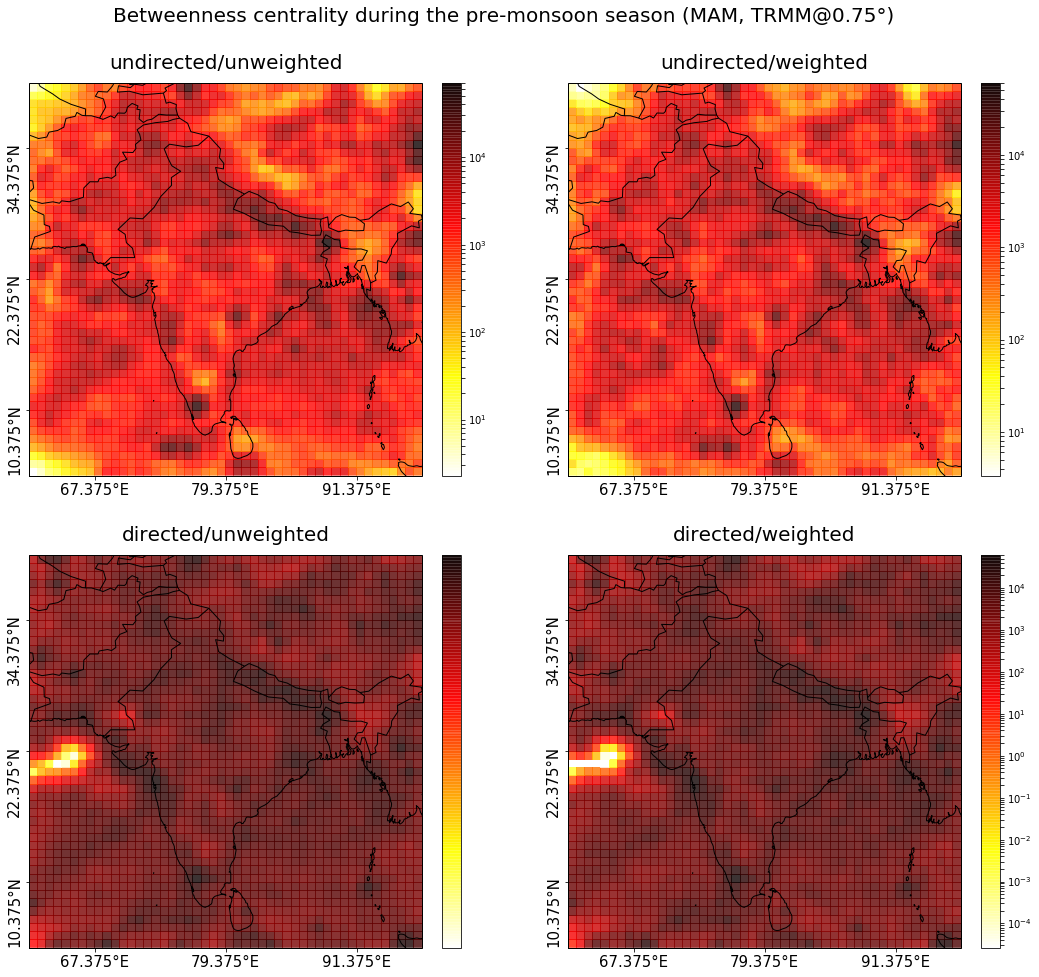 Betweenness centrality during the pre-monsoon season (MAM, TRMM@0.75°)
undirected/unweighted
34.375°N
22.375°N
10.375°N
67.375°E 79.375°E 91.375°E
10⁴
10³
10²
10¹
undirected/weighted
34.375°N
22.375°N
10.375°N
67.375°E 79.375°E 91.375°E
10⁴
10³
10²
10¹
directed/unweighted
34.375°N
22.375°N
10.375°N
67.375°E 79.375°E 91.375°E
directed/weighted
34.375°N
22.375°N
10.375°N
67.375°E 79.375°E 91.375°E
10⁴
10³
10²
10¹
10⁰
10⁻¹
10⁻²
10⁻³
10⁻⁴